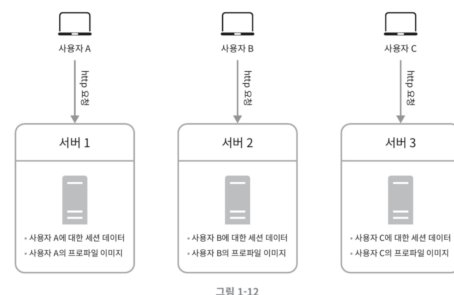 사용자 A
사용자 B
사용자 C
http 요청
http 요청
http 요청
서버 1
서버 2
서버 3
• 사용자 A에 대한 세션 데이터
• 사용자 A의 프로파일 이미지
• 사용자 B에 대한 세션 데이터
• 사용자 B의 프로파일 이미지
• 사용자 C에 대한 세션 데이터
• 사용자 C의 프로파일 이미지
그림 1-12